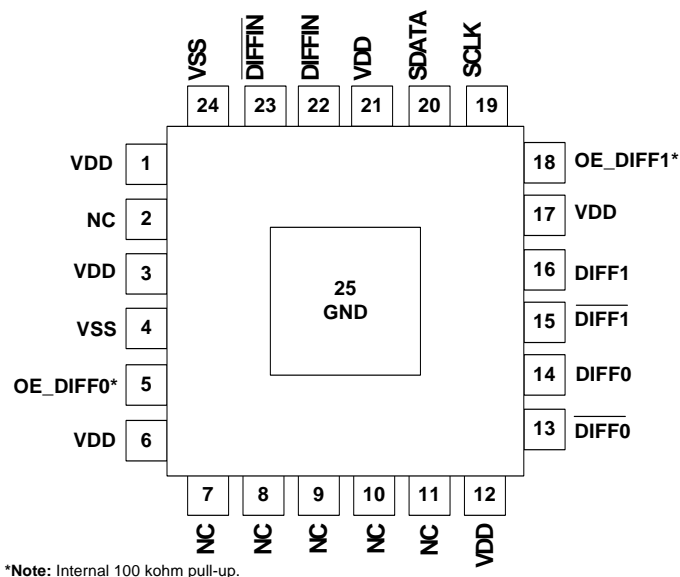 VSS
DIFFIN
DIFFIN
VDD
SDATA
SCLK
24
23
22
21
20
19
VDD 1
NC 2
VDD 3
VSS 4
OE_DIFF0* 5
VDD 6
25
GND
18 OE_DIFF1*
17 VDD
16 DIFF1
15 DIFF1
14 DIFF0
13 DIFF0
7
8
9
10
11
12
NC
NC
NC
NC
NC
VDD
*Note: Internal 100 kohm pull-up.